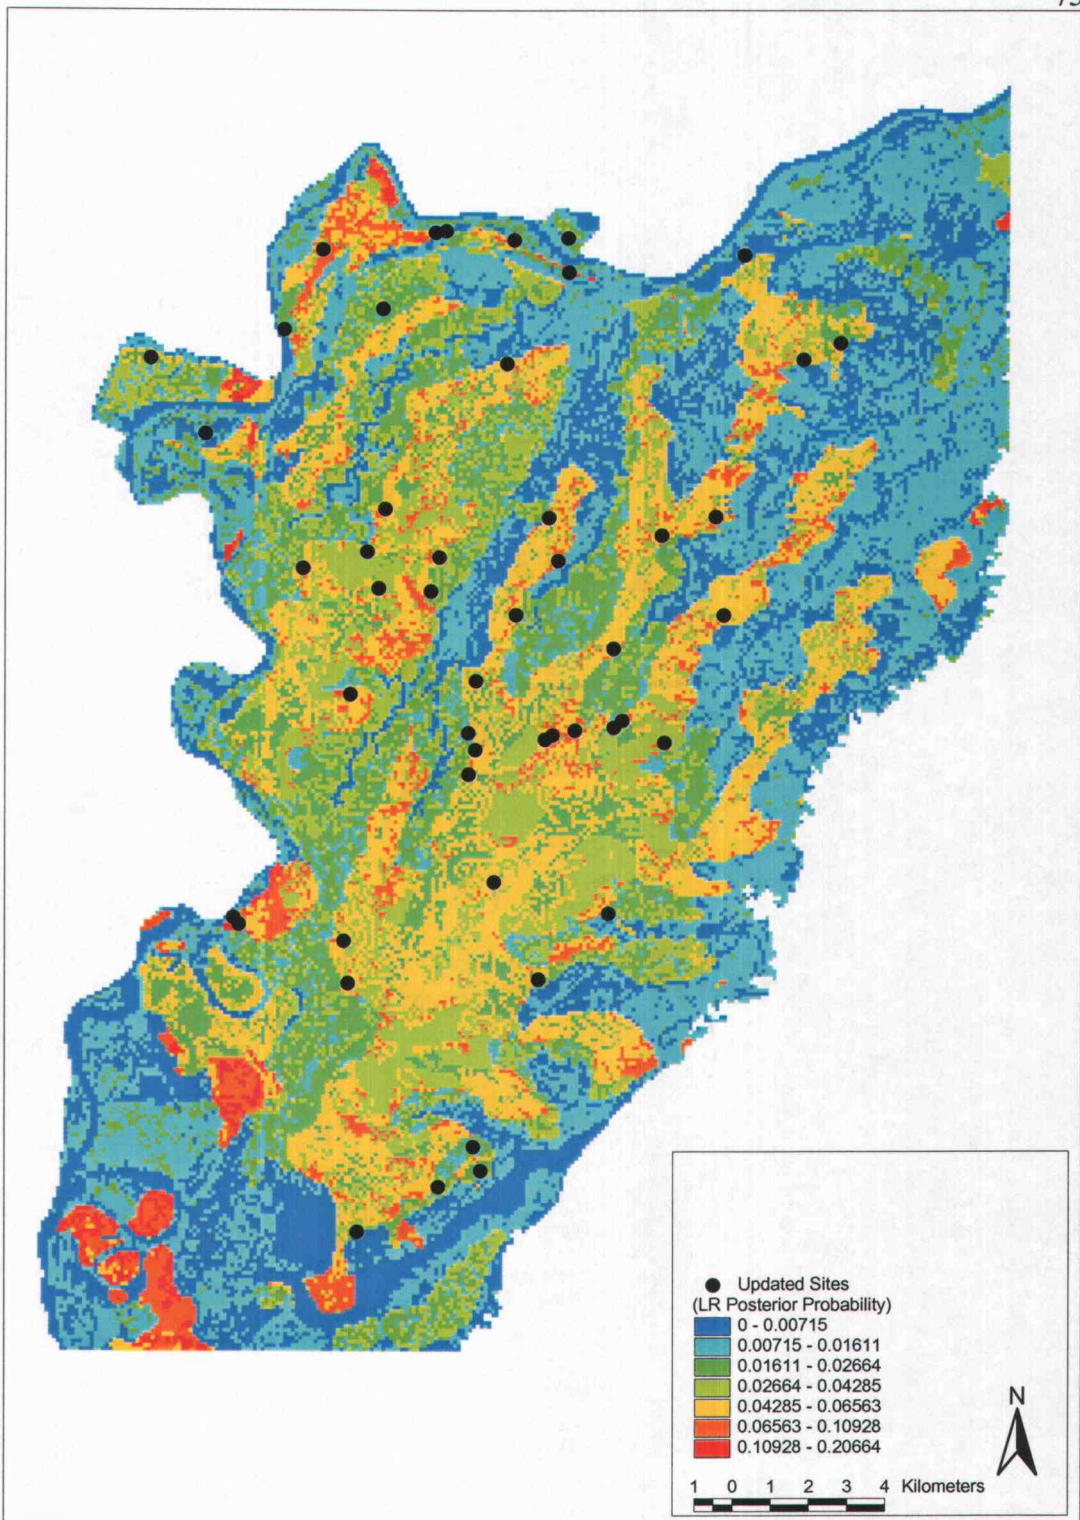 Updated Sites
(LR Posterior Probability)
0 - 0.00715
0.00715 - 0.01611
0.01611 - 0.02664
0.02664 - 0.04285
0.04285 - 0.06563
0.06563 - 0.10928
0.10928 - 0.20664
N
1 0 1 2 3 4 Kilometers